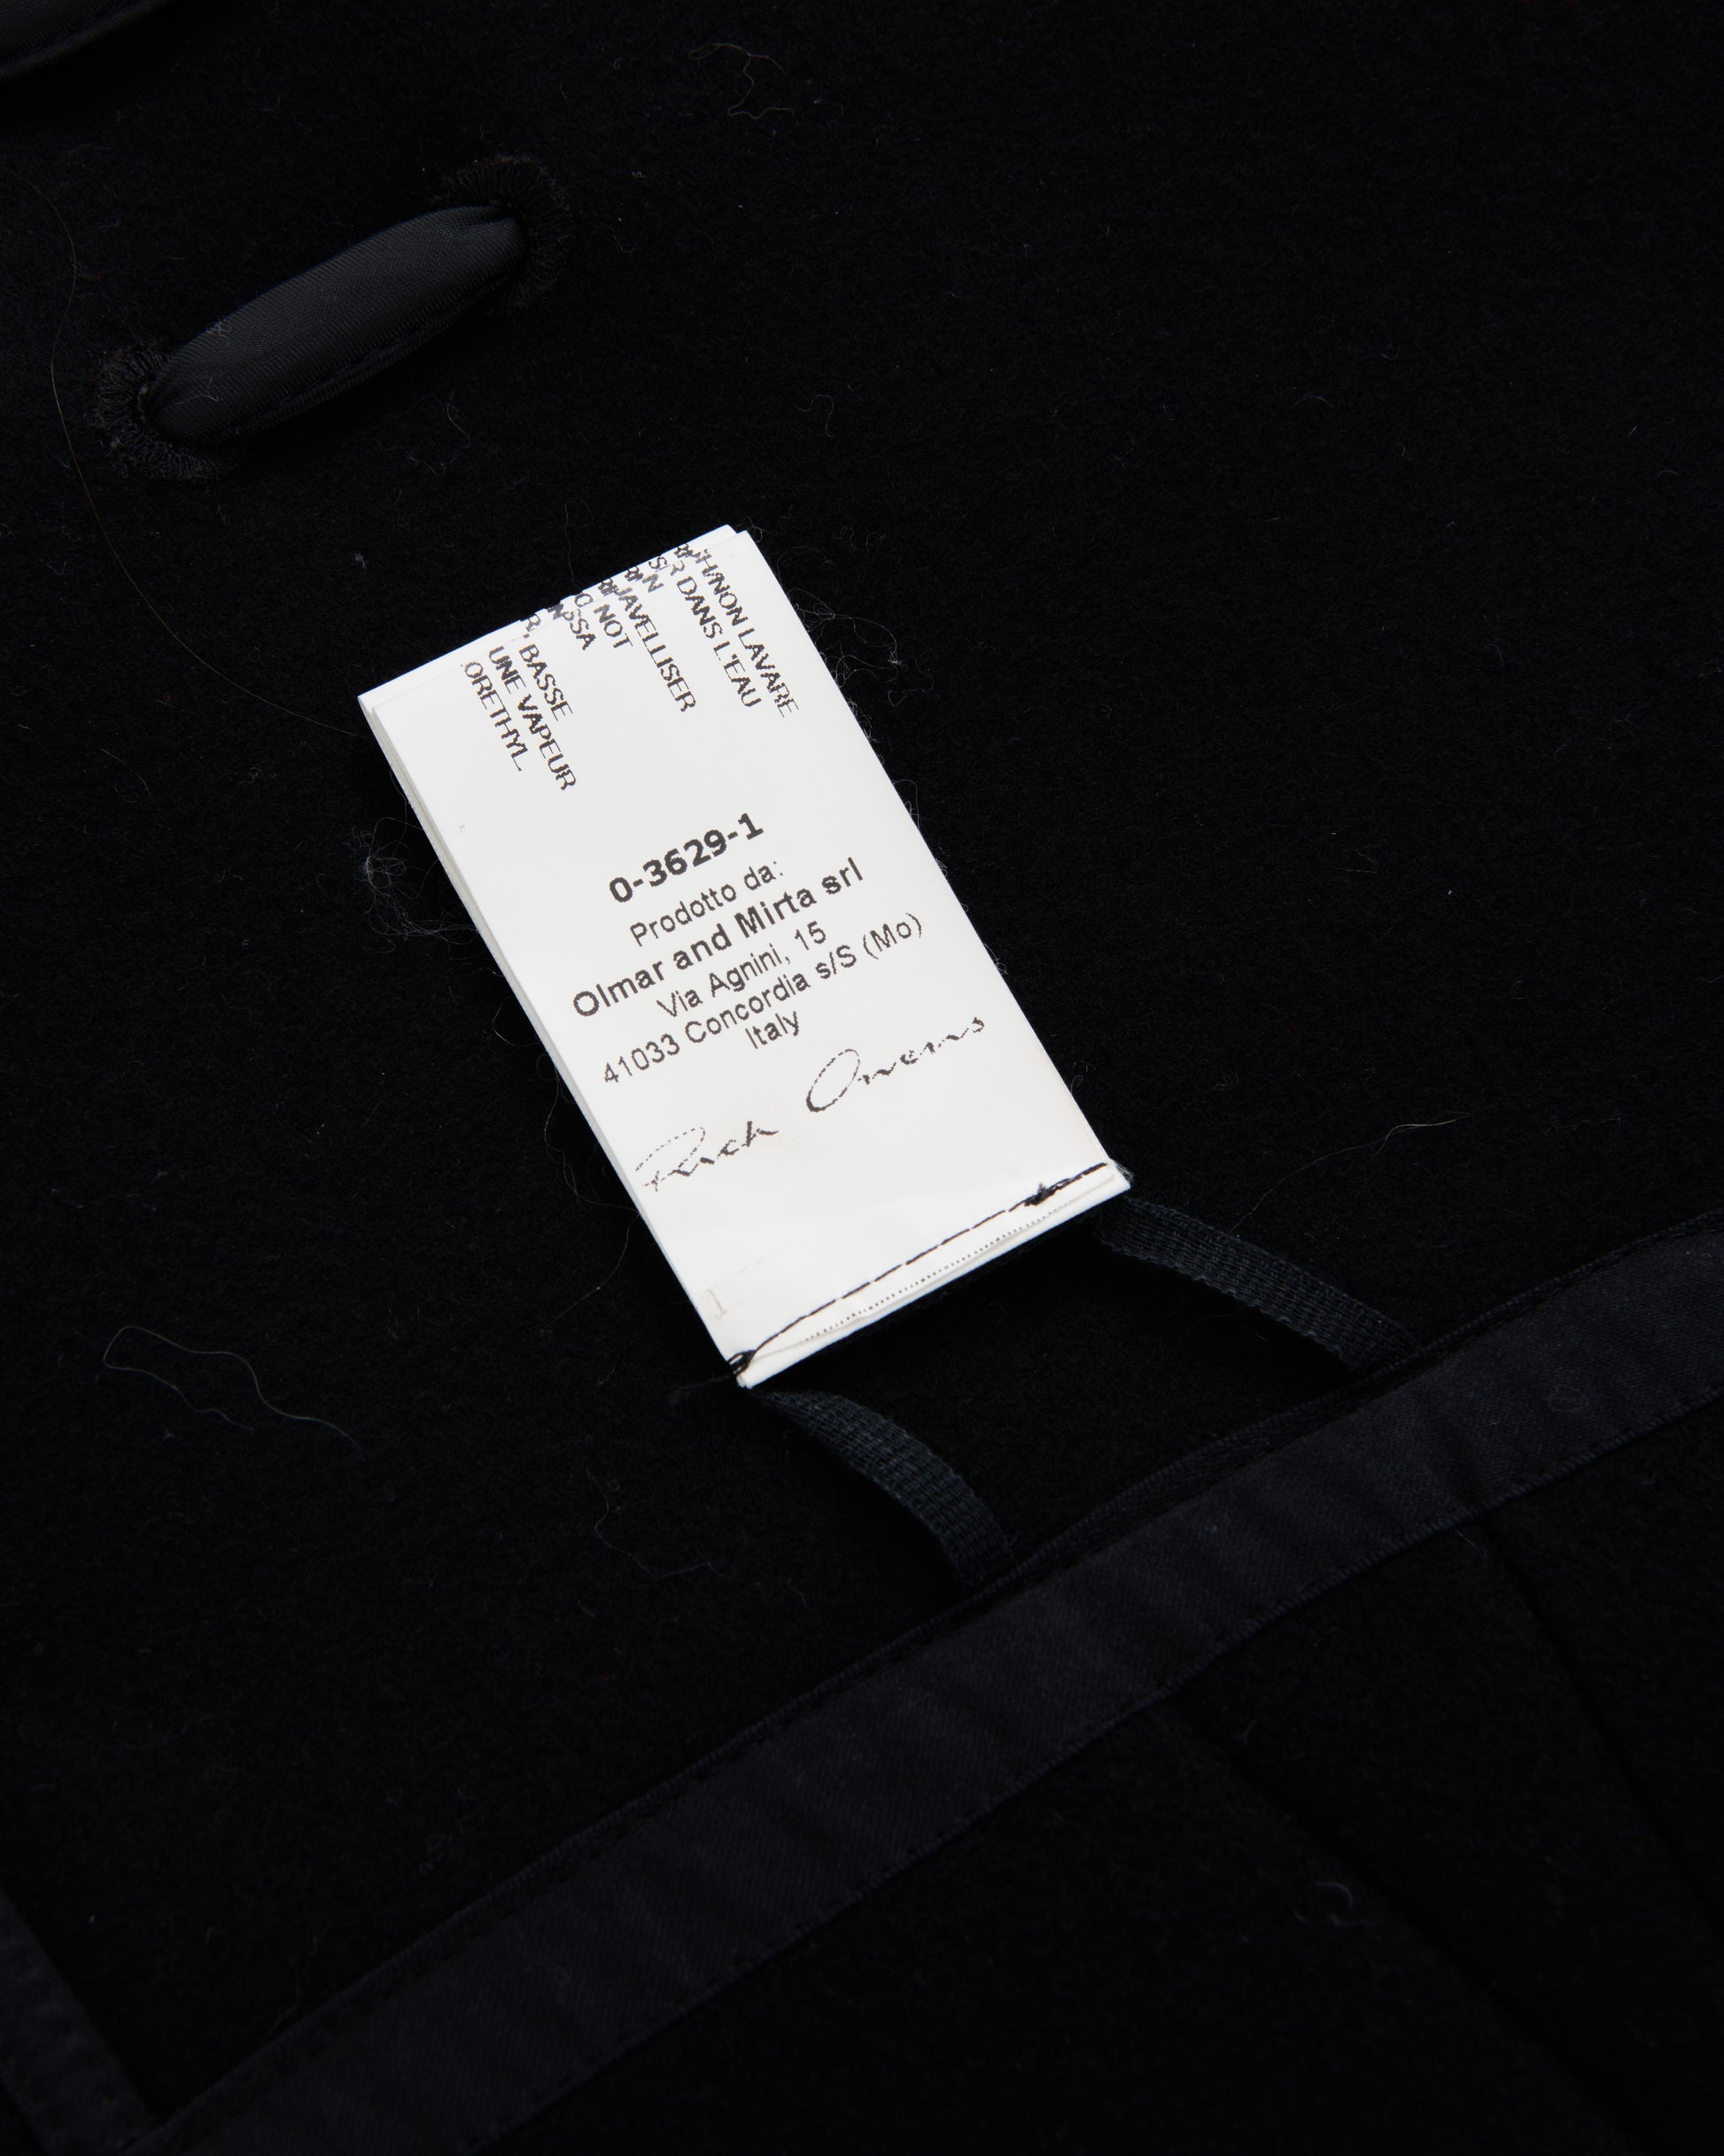 NON LAVARE
DANS L'EAU
JAVELLISER
NOT
BASSE
UNE VAPEUR
ORETHYL
0-3629-1
Prodotto da:
Olmar and Mirta srl
Via Agnini, 15
41033 Concordia s/S (Mo)
Italy
Rick Owens